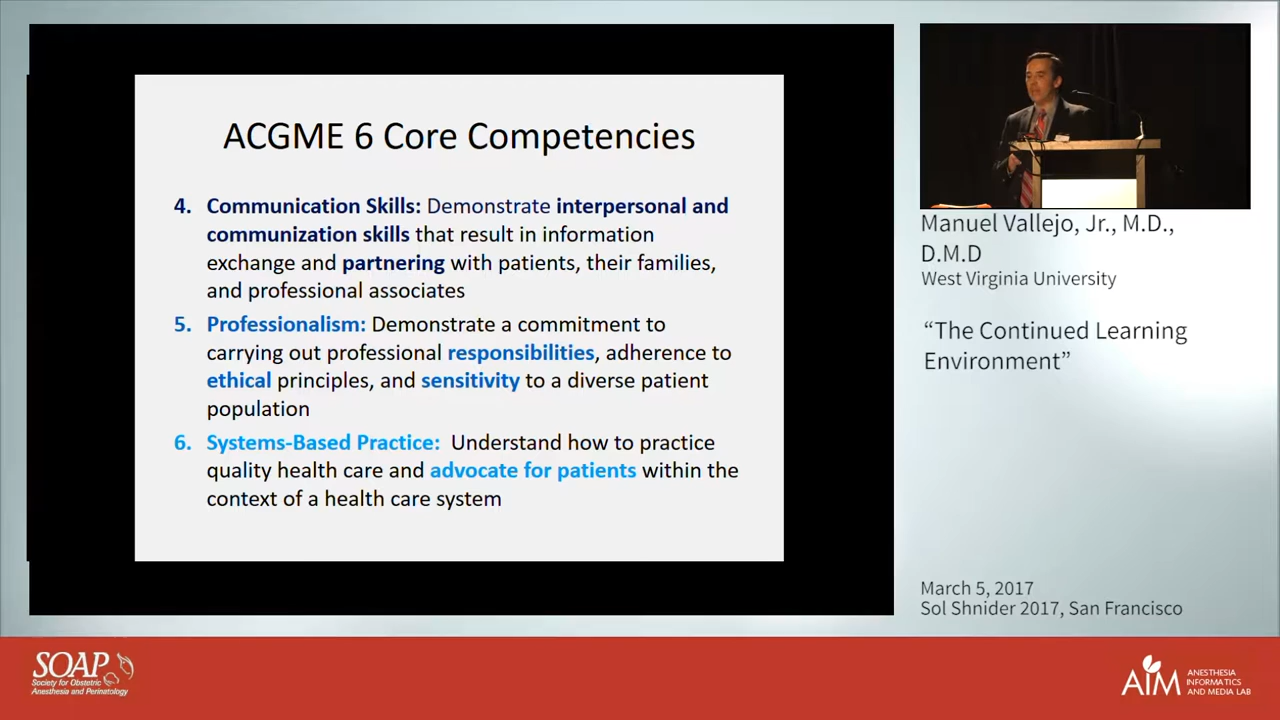 ACGME 6 Core Competencies
4. Communication Skills: Demonstrate interpersonal and
communization skills that result in information
exchange and partnering with patients, their families,
and professional associates
5. Professionalism: Demonstrate a commitment to
carrying out professional responsibilities, adherence to
ethical principles, and sensitivity to a diverse patient
population
6. Systems-Based Practice: Understand how to practice
quality health care and advocate for patients within the
context of a health care system
Manuel Vallejo, Jr., M.D.,
D.M.D
West Virginia University
“The Continued Learning
Environment”
March 5, 2017
Sol Shnider 2017, San Francisco
SOAP
Society for Obstetric
Anesthesia and Perinatology
AIM
ANESTHESIA
INFORMATICS
AND MEDIA LAB